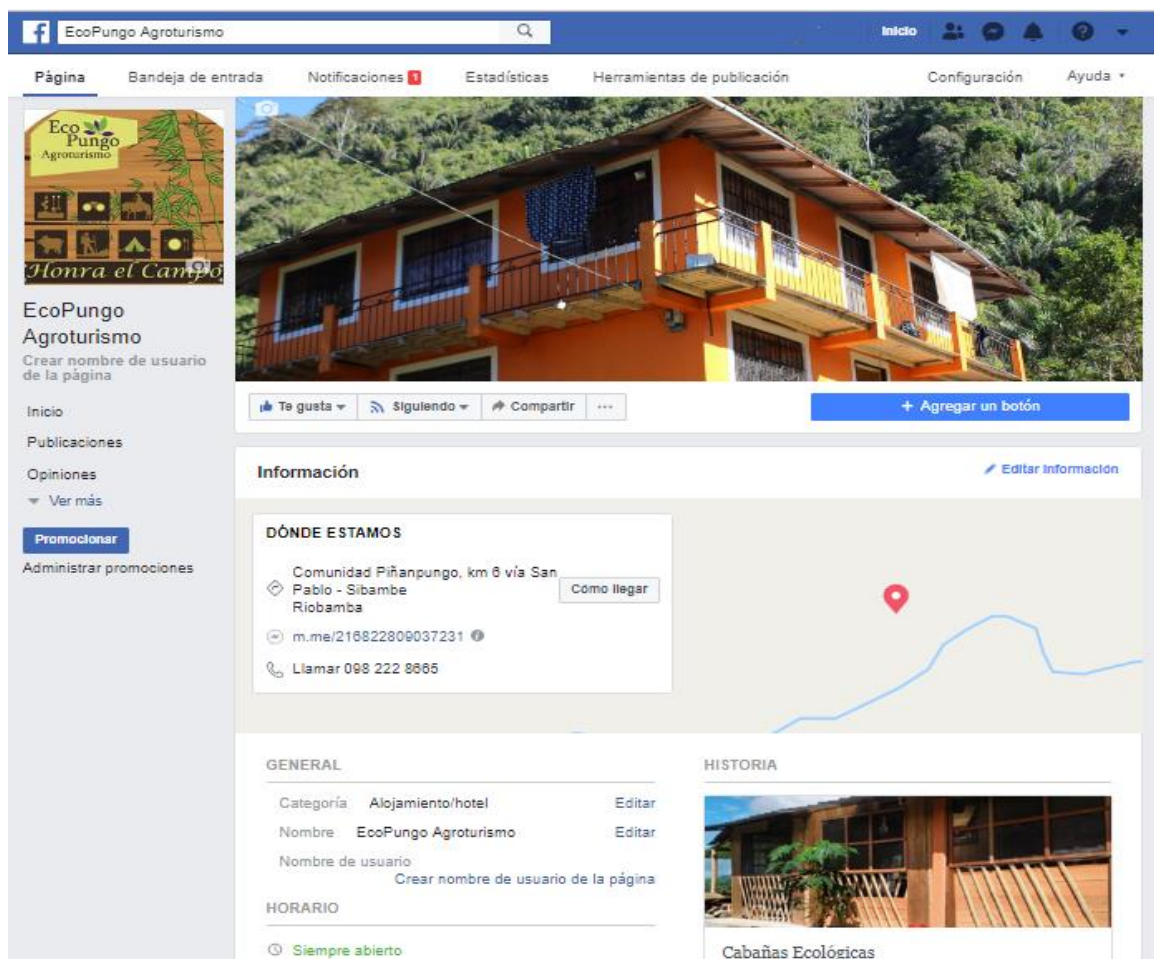 EcoPungo Agroturismo
Inicio
Página
Bandeja de entrada
Notificaciones 1
Estadísticas
Herramientas de publicación
Configuración
Ayuda
Eco
Pungo
Agroturismo
Honra el Campo
EcoPungo
Agroturismo
Crear nombre de usuario
de la página
Inicio
Publicaciones
Opiniones
Ver más
Promocionar
Administrar promociones
Te gusta
Siguiendo
Compartir
...
+ Agregar un botón
Información
Editar información
DÓNDE ESTAMOS
Comunidad Piñanpungo, km 6 vía San
Pablo - Sibambe
Riobamba
Cómo llegar
m.me/216822809037231
Llamar 098 222 8665
GENERAL
Categoría Alojamiento/hotel Editar
Nombre EcoPungo Agroturismo Editar
Nombre de usuario
Crear nombre de usuario de la página
HORARIO
Siempre abierto
HISTORIA
Cabañas Ecológicas